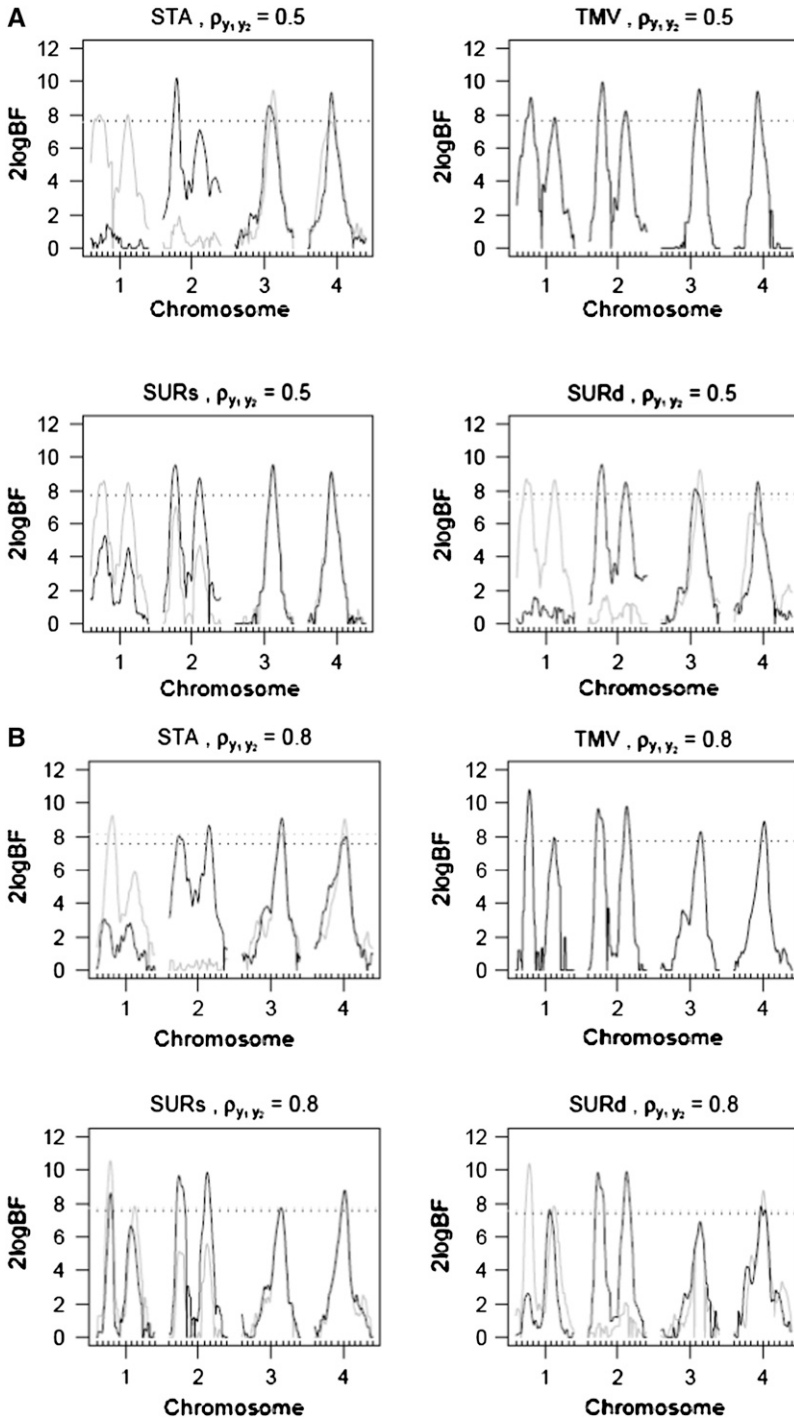 A
STA , ρy₁ y₂ = 0.5
TMV , ρy₁ y₂ = 0.5
12
10
8
6
4
2
0
2logBF
1 2 3 4
Chromosome
12
10
8
6
4
2
0
2logBF
1 2 3 4
Chromosome
SURs , ρy₁ y₂ = 0.5
SURd , ρy₁ y₂ = 0.5
12
10
8
6
4
2
0
2logBF
1 2 3 4
Chromosome
12
10
8
6
4
2
0
2logBF
1 2 3 4
Chromosome
B
STA , ρy₁ y₂ = 0.8
TMV , ρy₁ y₂ = 0.8
12
10
8
6
4
2
0
2logBF
1 2 3 4
Chromosome
12
10
8
6
4
2
0
2logBF
1 2 3 4
Chromosome
SURs , ρy₁ y₂ = 0.8
SURd , ρy₁ y₂ = 0.8
12
10
8
6
4
2
0
2logBF
1 2 3 4
Chromosome
12
10
8
6
4
2
0
2logBF
1 2 3 4
Chromosome